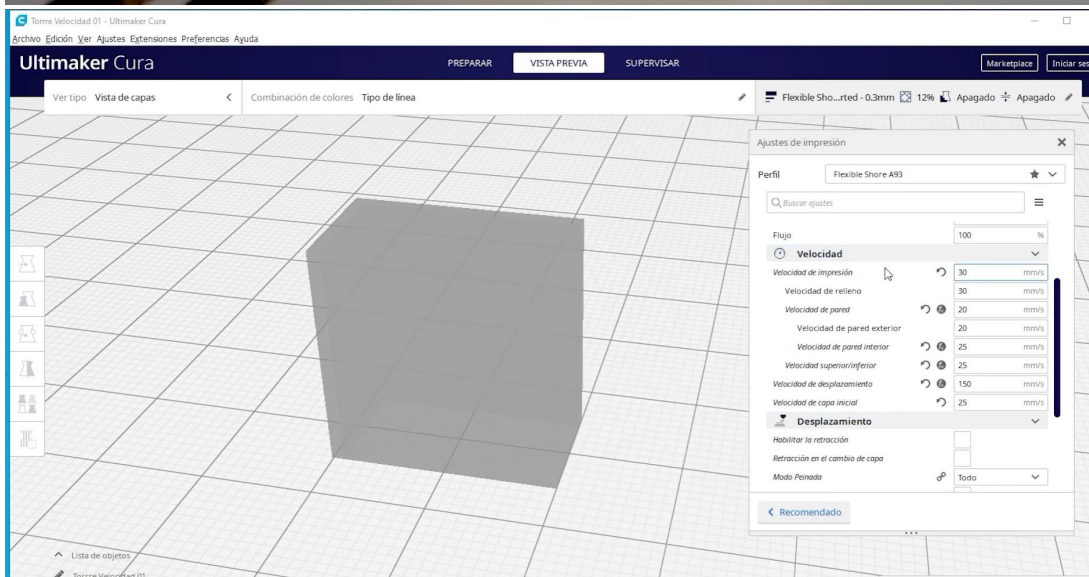 Torrre Velocidad 01 - Ultimaker Cura
Archivo Edición Ver Ajustes Extensiones Preferencias Ayuda
Ultimaker Cura PREPARAR VISTA PREVIA SUPERVISAR Marketplace Iniciar ses
Ver tipo Vista de capas Combinación de colores Tipo de línea Flexible Sho...rted - 0.3mm 12% Apagado Apagado
Ajustes de impresión
Perfil Flexible Shore A93
Buscar ajustes
Flujo 100 %
Velocidad
Velocidad de impresión 30 mm/s
Velocidad de relleno 30 mm/s
Velocidad de pared 20 mm/s
Velocidad de pared exterior 20 mm/s
Velocidad de pared interior 25 mm/s
Velocidad superior/inferior 25 mm/s
Velocidad de desplazamiento 150 mm/s
Velocidad de capa inicial 25 mm/s
Desplazamiento
Habilitar la retracción
Retracción en el cambio de capa
Modo Peinada Todo
Recomendado
Lista de objetos
Torrre Velocidad 01